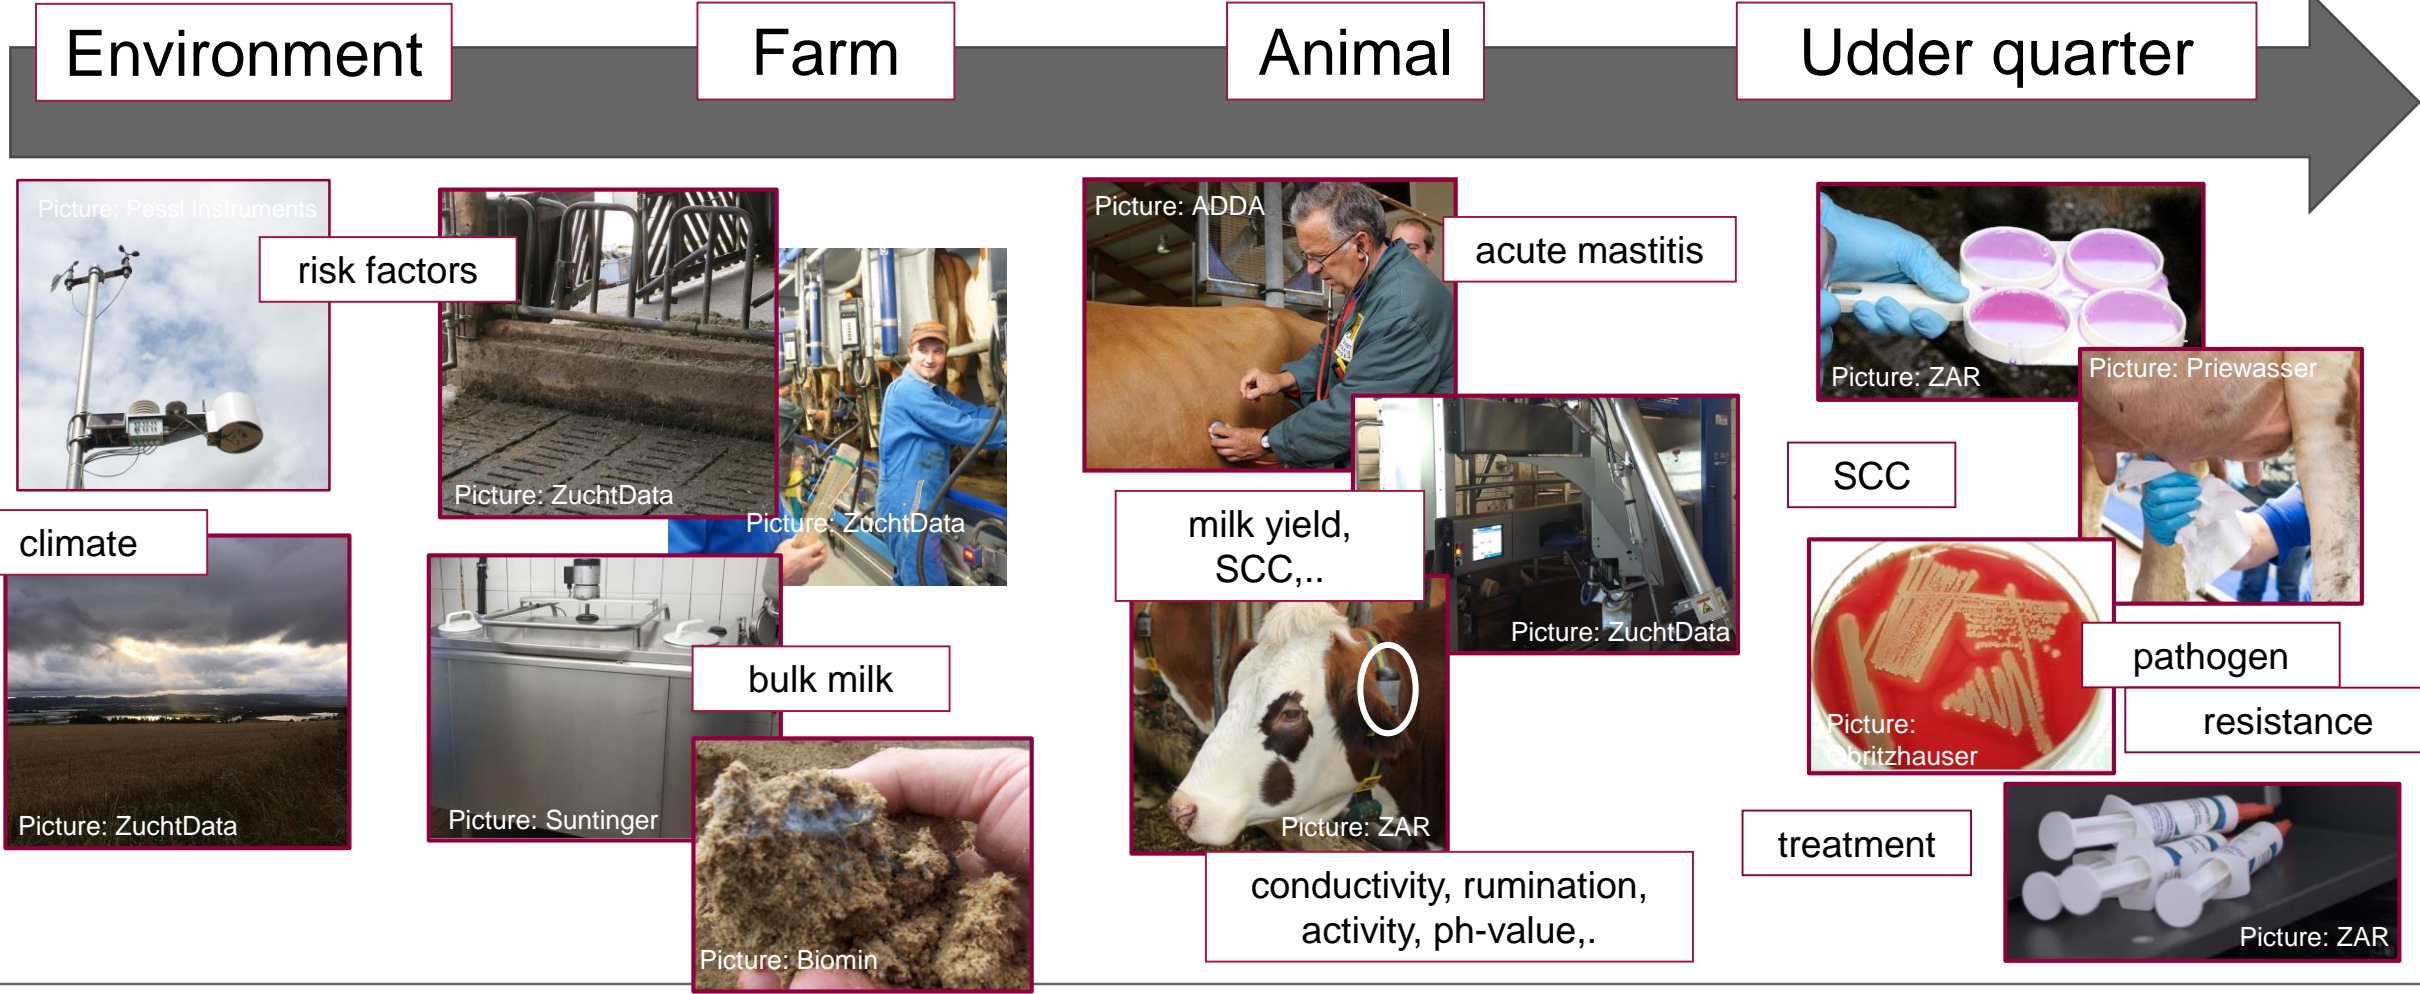 Environment
Farm
Animal
Udder quarter
Picture: Pessl Instruments
risk factors
climate
Picture: ZuchtData
Picture: ZuchtData
Picture: ZuchtData
Picture: Suntinger
bulk milk
Picture: Biomin
Picture: ADDA
acute mastitis
milk yield,
SCC,..
Picture: ZuchtData
Picture: ZAR
conductivity, rumination,
activity, ph-value,.
Picture: ZAR
Picture: Priewasser
SCC
Picture:
Obritzhauser
pathogen
resistance
treatment
Picture: ZAR